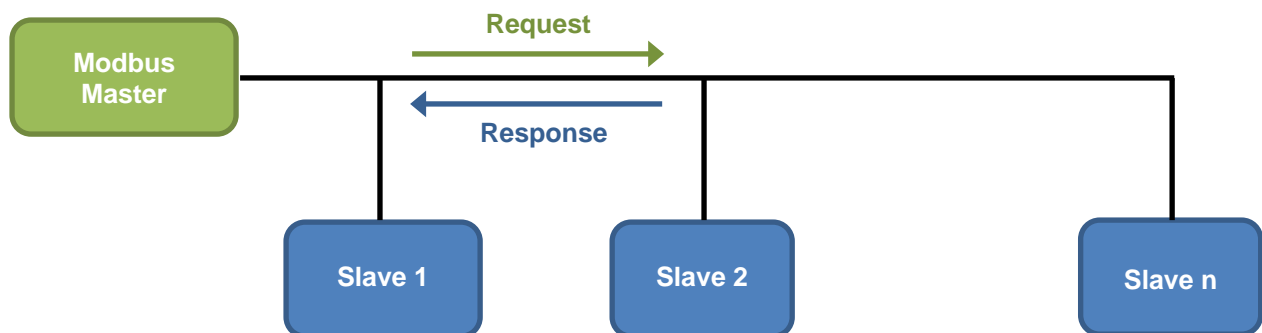 Request
Modbus
Master
Response
Slave 1
Slave 2
Slave n